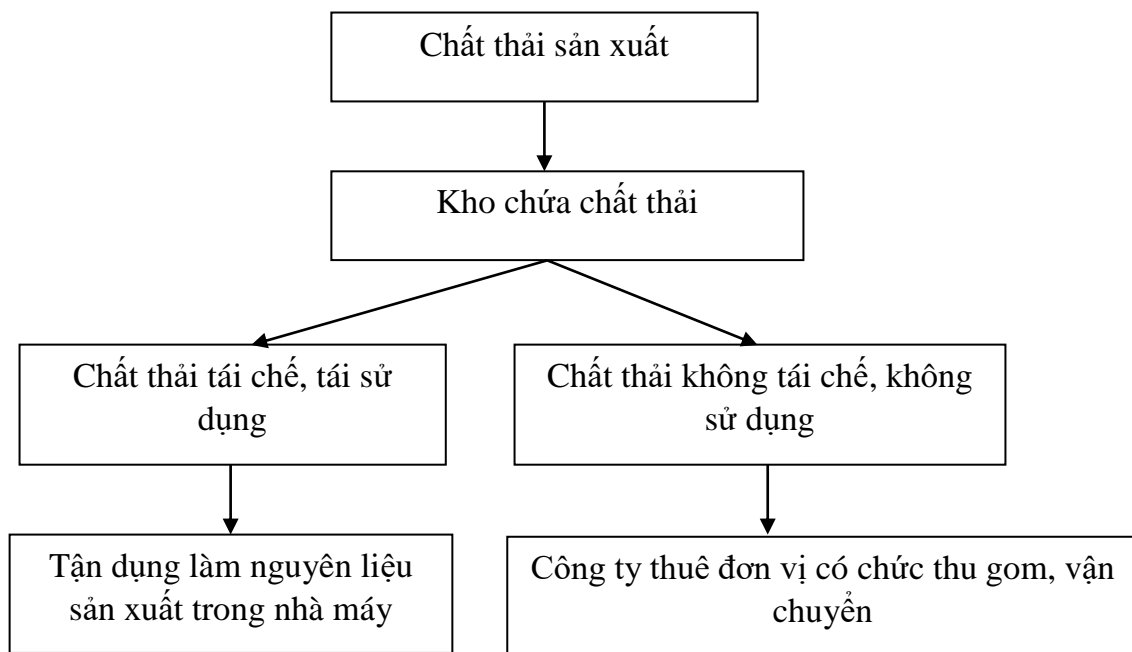 Chất thải sản xuất
Kho chứa chất thải
Chất thải tái chế, tái sử
dụng
Chất thải không tái chế, không
sử dụng
Tận dụng làm nguyên liệu
sản xuất trong nhà máy
Công ty thuê đơn vị có chức thu gom, vận
chuyển